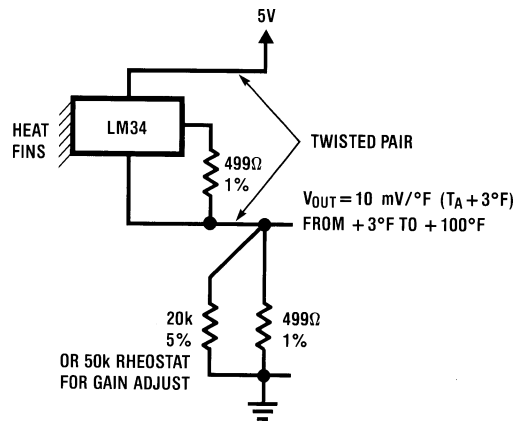 5V
LM34
HEAT
FINS
TWISTED PAIR
499Ω
1%
VOUT=10 mV/°F (TA+3°F)
FROM +3°F TO +100°F
20k
5%
499Ω
1%
OR 50k RHEOSTAT
FOR GAIN ADJUST